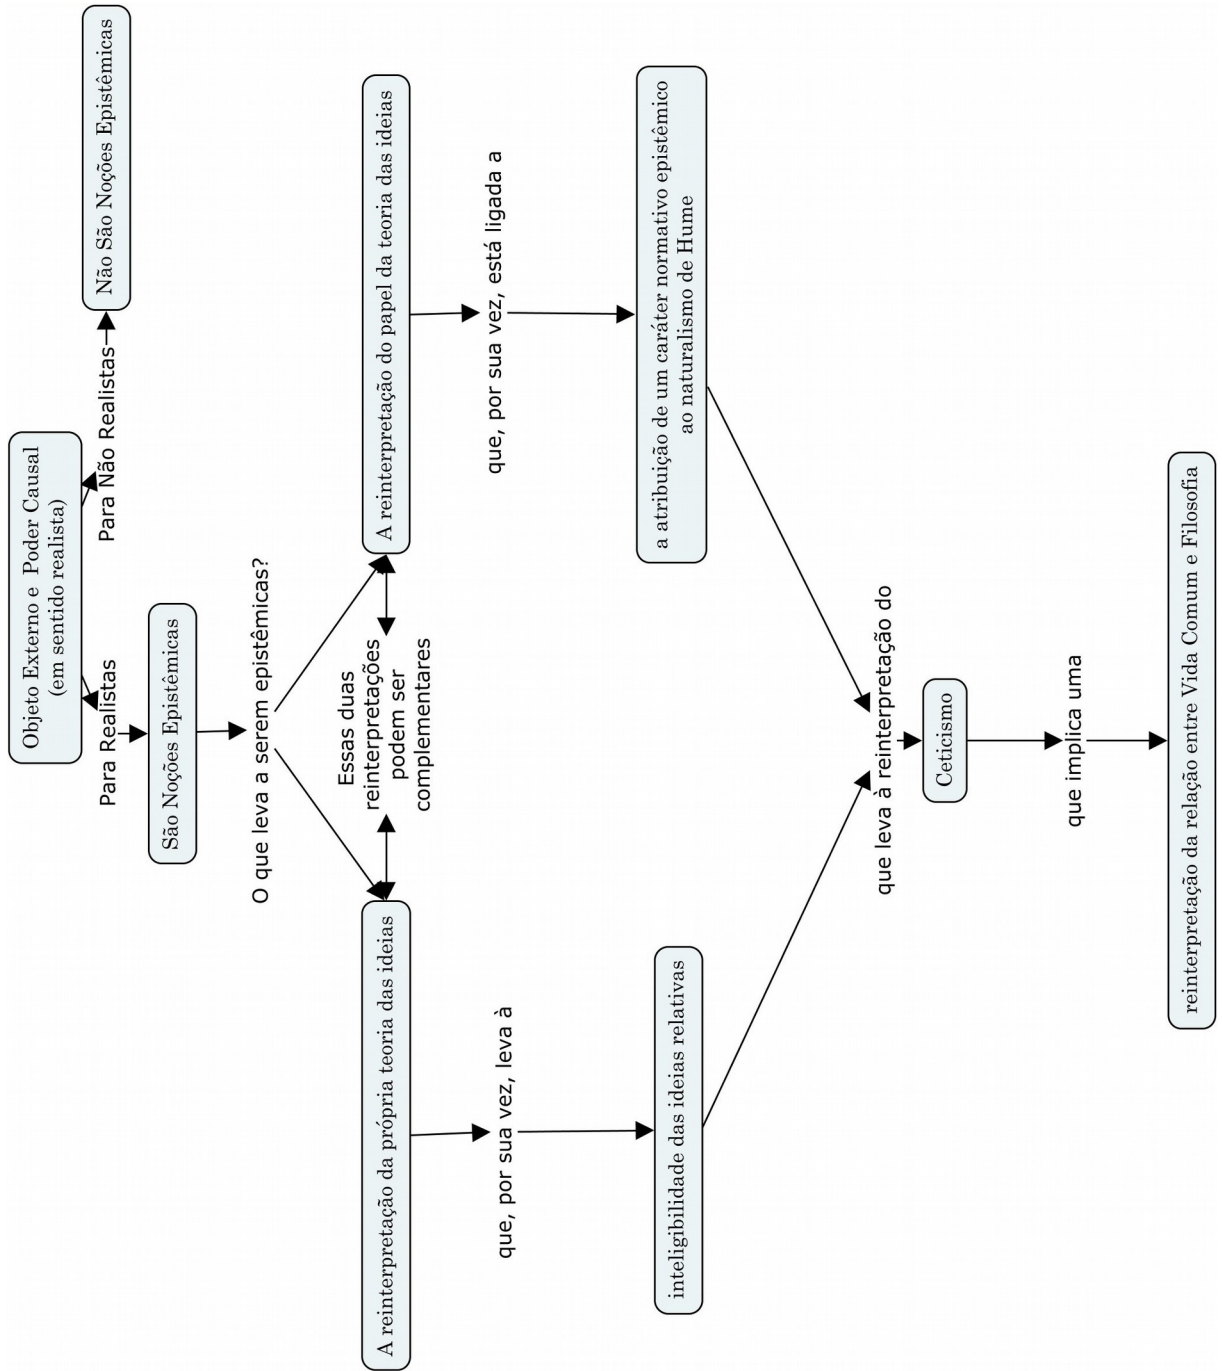 Objeto Externo e Poder Causal
(em sentido realista)
Para Realistas
Para Não Realistas
Não São Noções Epistêmicas
São Noções Epistêmicas
O que leva a serem epistêmicas?
A reinterpretação da própria teoria das ideias
Essas duas
reinterpretações
podem ser
complementares
A reinterpretação do papel da teoria das ideias
que, por sua vez, leva à
que, por sua vez, está ligada a
inteligibilidade das ideias relativas
a atribuição de um caráter normativo epistêmico
ao naturalismo de Hume
que leva à reinterpretação do
Ceticismo
que implica uma
reinterpretação da relação entre Vida Comum e Filosofia